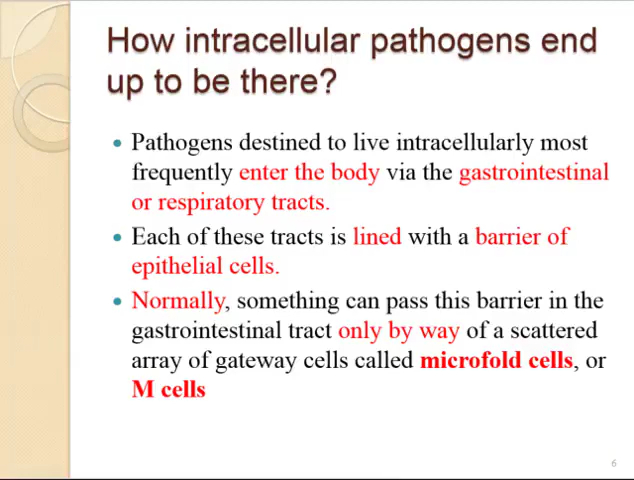 How intracellular pathogens end
up to be there?
• Pathogens destined to live intracellularly most
frequently enter the body via the gastrointestinal
or respiratory tracts.
• Each of these tracts is lined with a barrier of
epithelial cells.
• Normally, something can pass this barrier in the
gastrointestinal tract only by way of a scattered
array of gateway cells called microfold cells, or
M cells
6